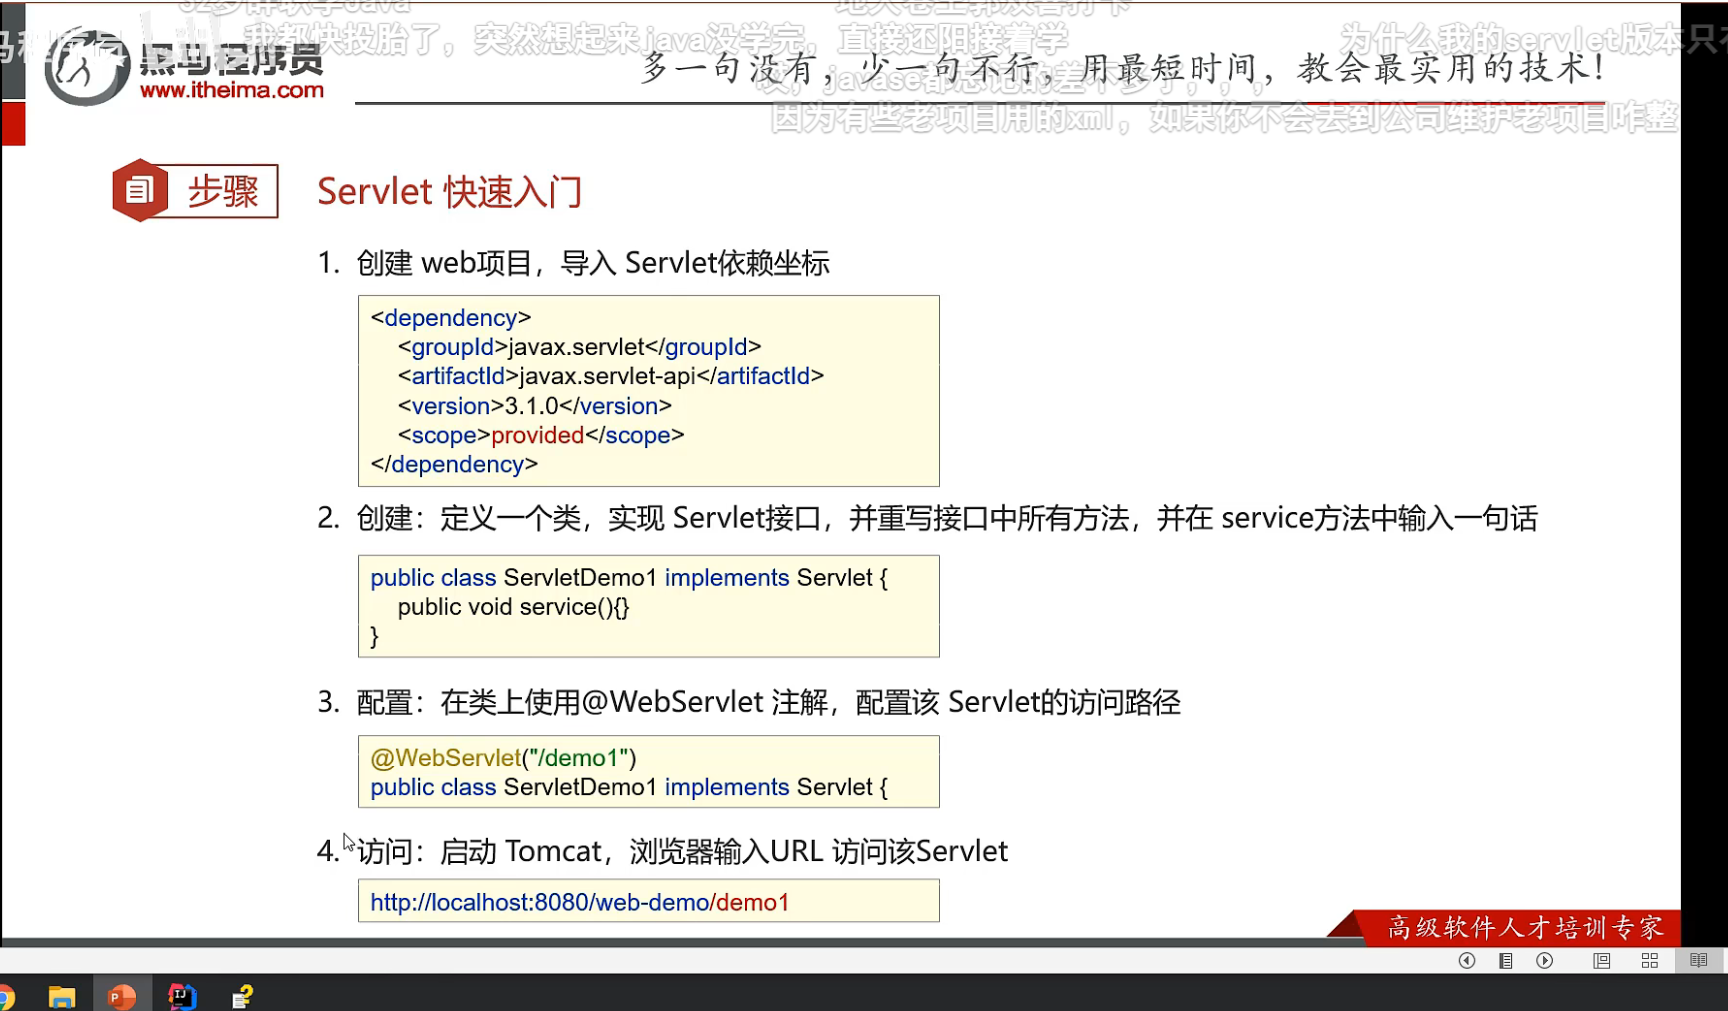 我都快投胎了，突然想起来java没学完，直接还阳接着学
为什么我的servlet版本只
黑马程序员
www.itheima.com
多一句没有，少一句不行，用最短时间，教会最实用的技术！
javase都忘记的差不多了，，，
因为有些老项目用的xml，如果你不会去到公司维护老项目咋整
步骤
Servlet 快速入门
1. 创建 web项目，导入 Servlet依赖坐标
<dependency>
<groupId>javax.servlet</groupId>
<artifactId>javax.servlet-api</artifactId>
<version>3.1.0</version>
<scope>provided</scope>
</dependency>
2. 创建：定义一个类，实现 Servlet接口，并重写接口中所有方法，并在 service方法中输入一句话
public class ServletDemo1 implements Servlet {
public void service(){}
}
3. 配置：在类上使用@WebServlet 注解，配置该 Servlet的访问路径
@WebServlet("/demo1")
public class ServletDemo1 implements Servlet {
4. 访问：启动 Tomcat，浏览器输入URL 访问该Servlet
http://localhost:8080/web-demo/demo1
高级软件人才培训专家